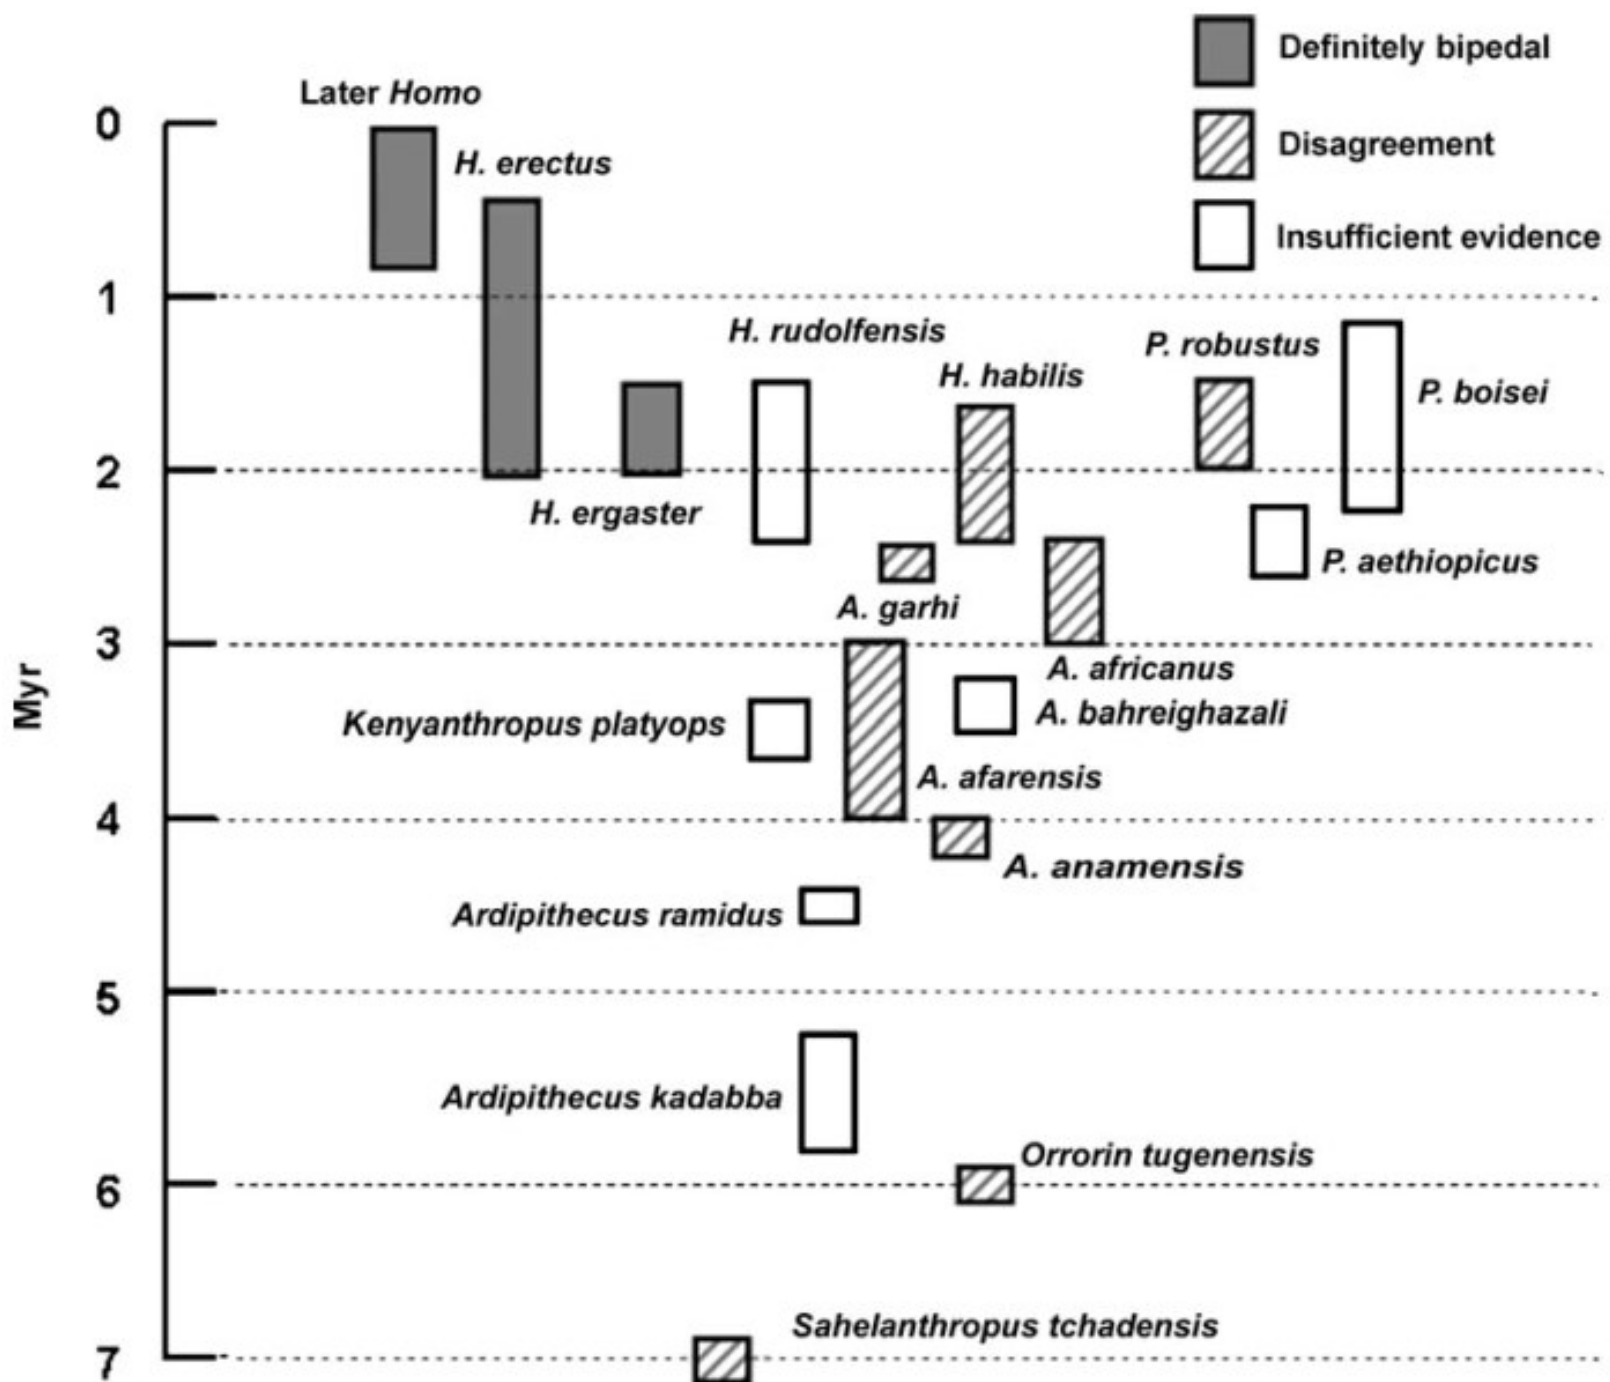 Definitely bipedal
Later Homo
0
Disagreement
H. erectus
Insufficient evidence
1
H. rudolfensis
P. robustus
H. habilis
P. boisei
2
H. ergaster
P. aethiopicus
A. garhi
3
A. africanus
Myr
Kenyanthropus platyops
A. bahreighazali
A. afarensis
4
A. anamensis
Ardipithecus ramidus
5
Ardipithecus kadabba
Orrorin tugenensis
6
Sahelanthropus tchadensis
7